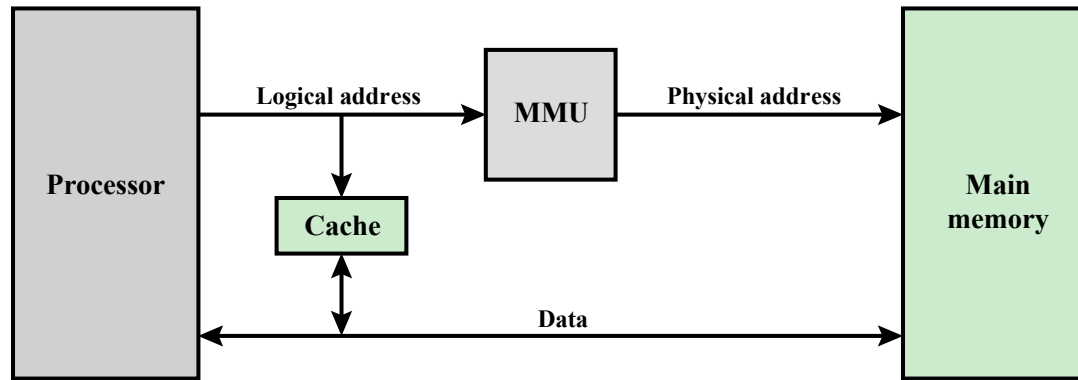 Logical address
MMU
Physical address
Processor
Cache
Main
memory
Data